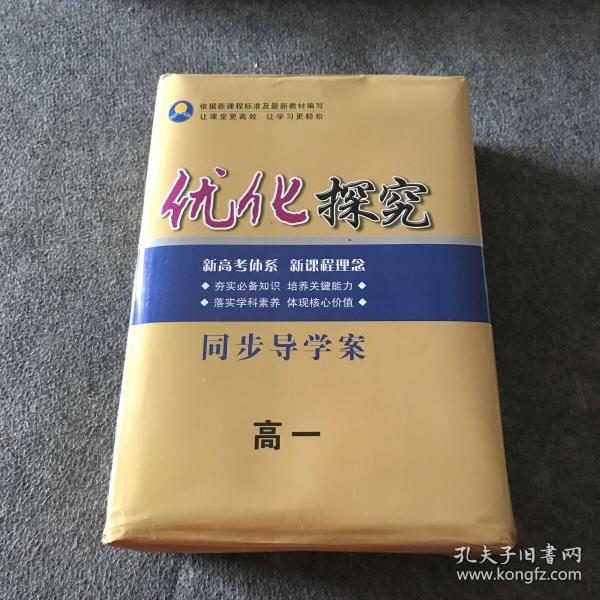 依据新课程标准及最新教材编写
让课堂更高效 让学习更轻松
优化探究
新高考体系 新课程理念
◆ 夯实必备知识 培养关键能力 ◆
◆ 落实学科素养 体现核心价值 ◆
同步导学案
高一
孔夫子旧书网
www.kongfz.com